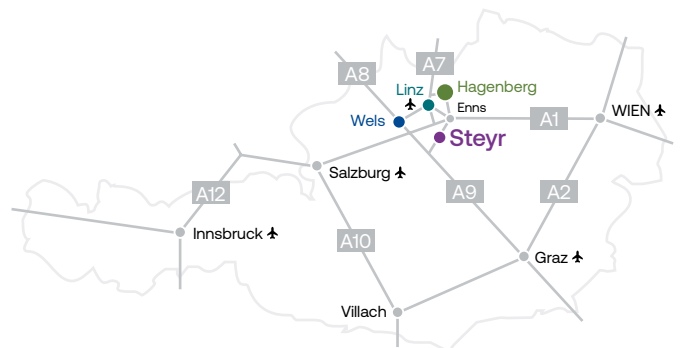 A7
A8
Linz
Hagenberg
Enns
WIEN
Wels
A1
Steyr
Salzburg
A12
A9
A2
Innsbruck
A10
Graz
Villach